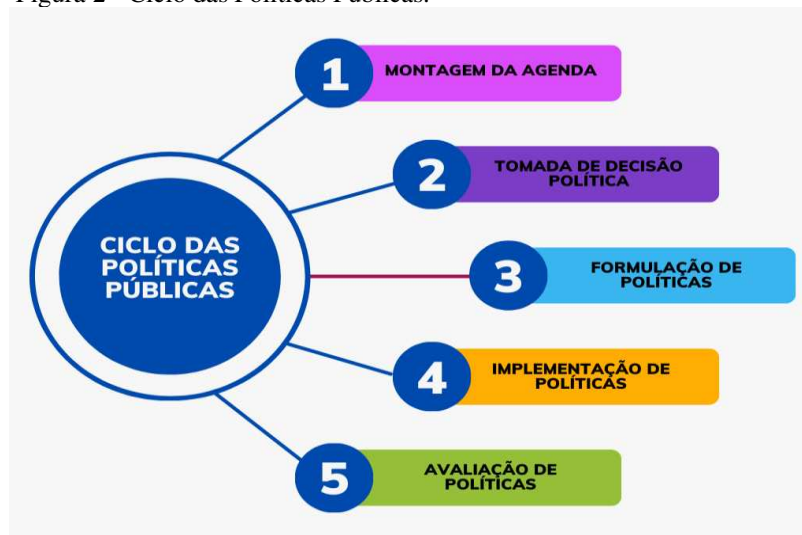 Figura 2 - Ciclo das Políticas Públicas.
1
MONTAGEM DA AGENDA
2
TOMADA DE DECISÃO
POLÍTICA
CICLO DAS
POLÍTICAS
PÚBLICAS
3
FORMULAÇÃO DE
POLÍTICAS
4
IMPLEMENTAÇÃO DE
POLÍTICAS
5
AVALIAÇÃO DE
POLÍTICAS